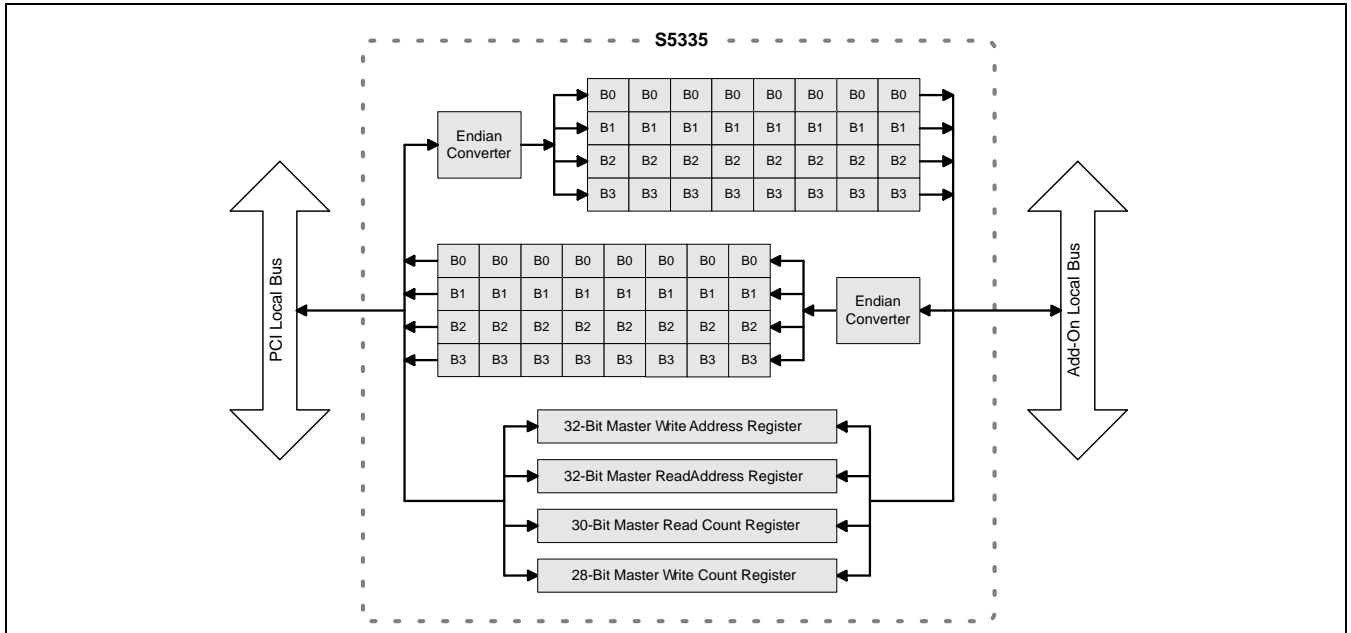 S5335
Endian
Converter
B0 B0 B0 B0 B0 B0 B0 B0
B1 B1 B1 B1 B1 B1 B1 B1
B2 B2 B2 B2 B2 B2 B2 B2
B3 B3 B3 B3 B3 B3 B3 B3
PCI Local Bus
B0 B0 B0 B0 B0 B0 B0 B0
B1 B1 B1 B1 B1 B1 B1 B1
B2 B2 B2 B2 B2 B2 B2 B2
B3 B3 B3 B3 B3 B3 B3 B3
Endian
Converter
Add-On Local Bus
32-Bit Master Write Address Register
32-Bit Master ReadAddress Register
30-Bit Master Read Count Register
28-Bit Master Write Count Register